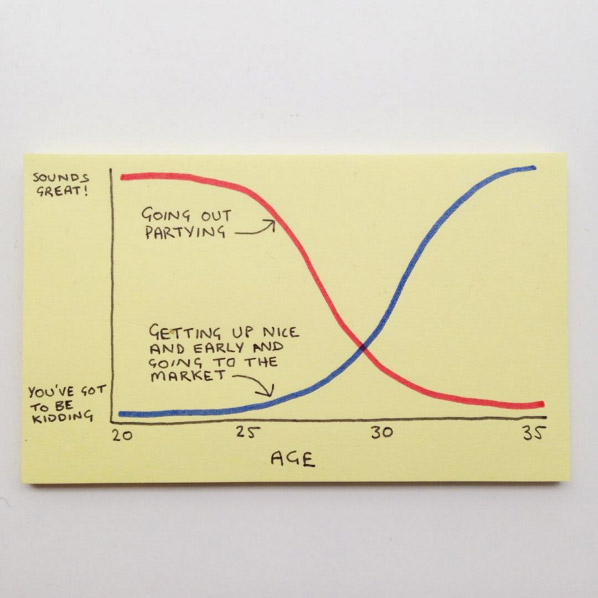 SOUNDS
GREAT!
GOING OUT
PARTYING
GETTING UP NICE
AND EARLY AND
GOING TO THE
MARKET
YOU'VE GOT
TO BE
KIDDING
20 25 30 35
AGE